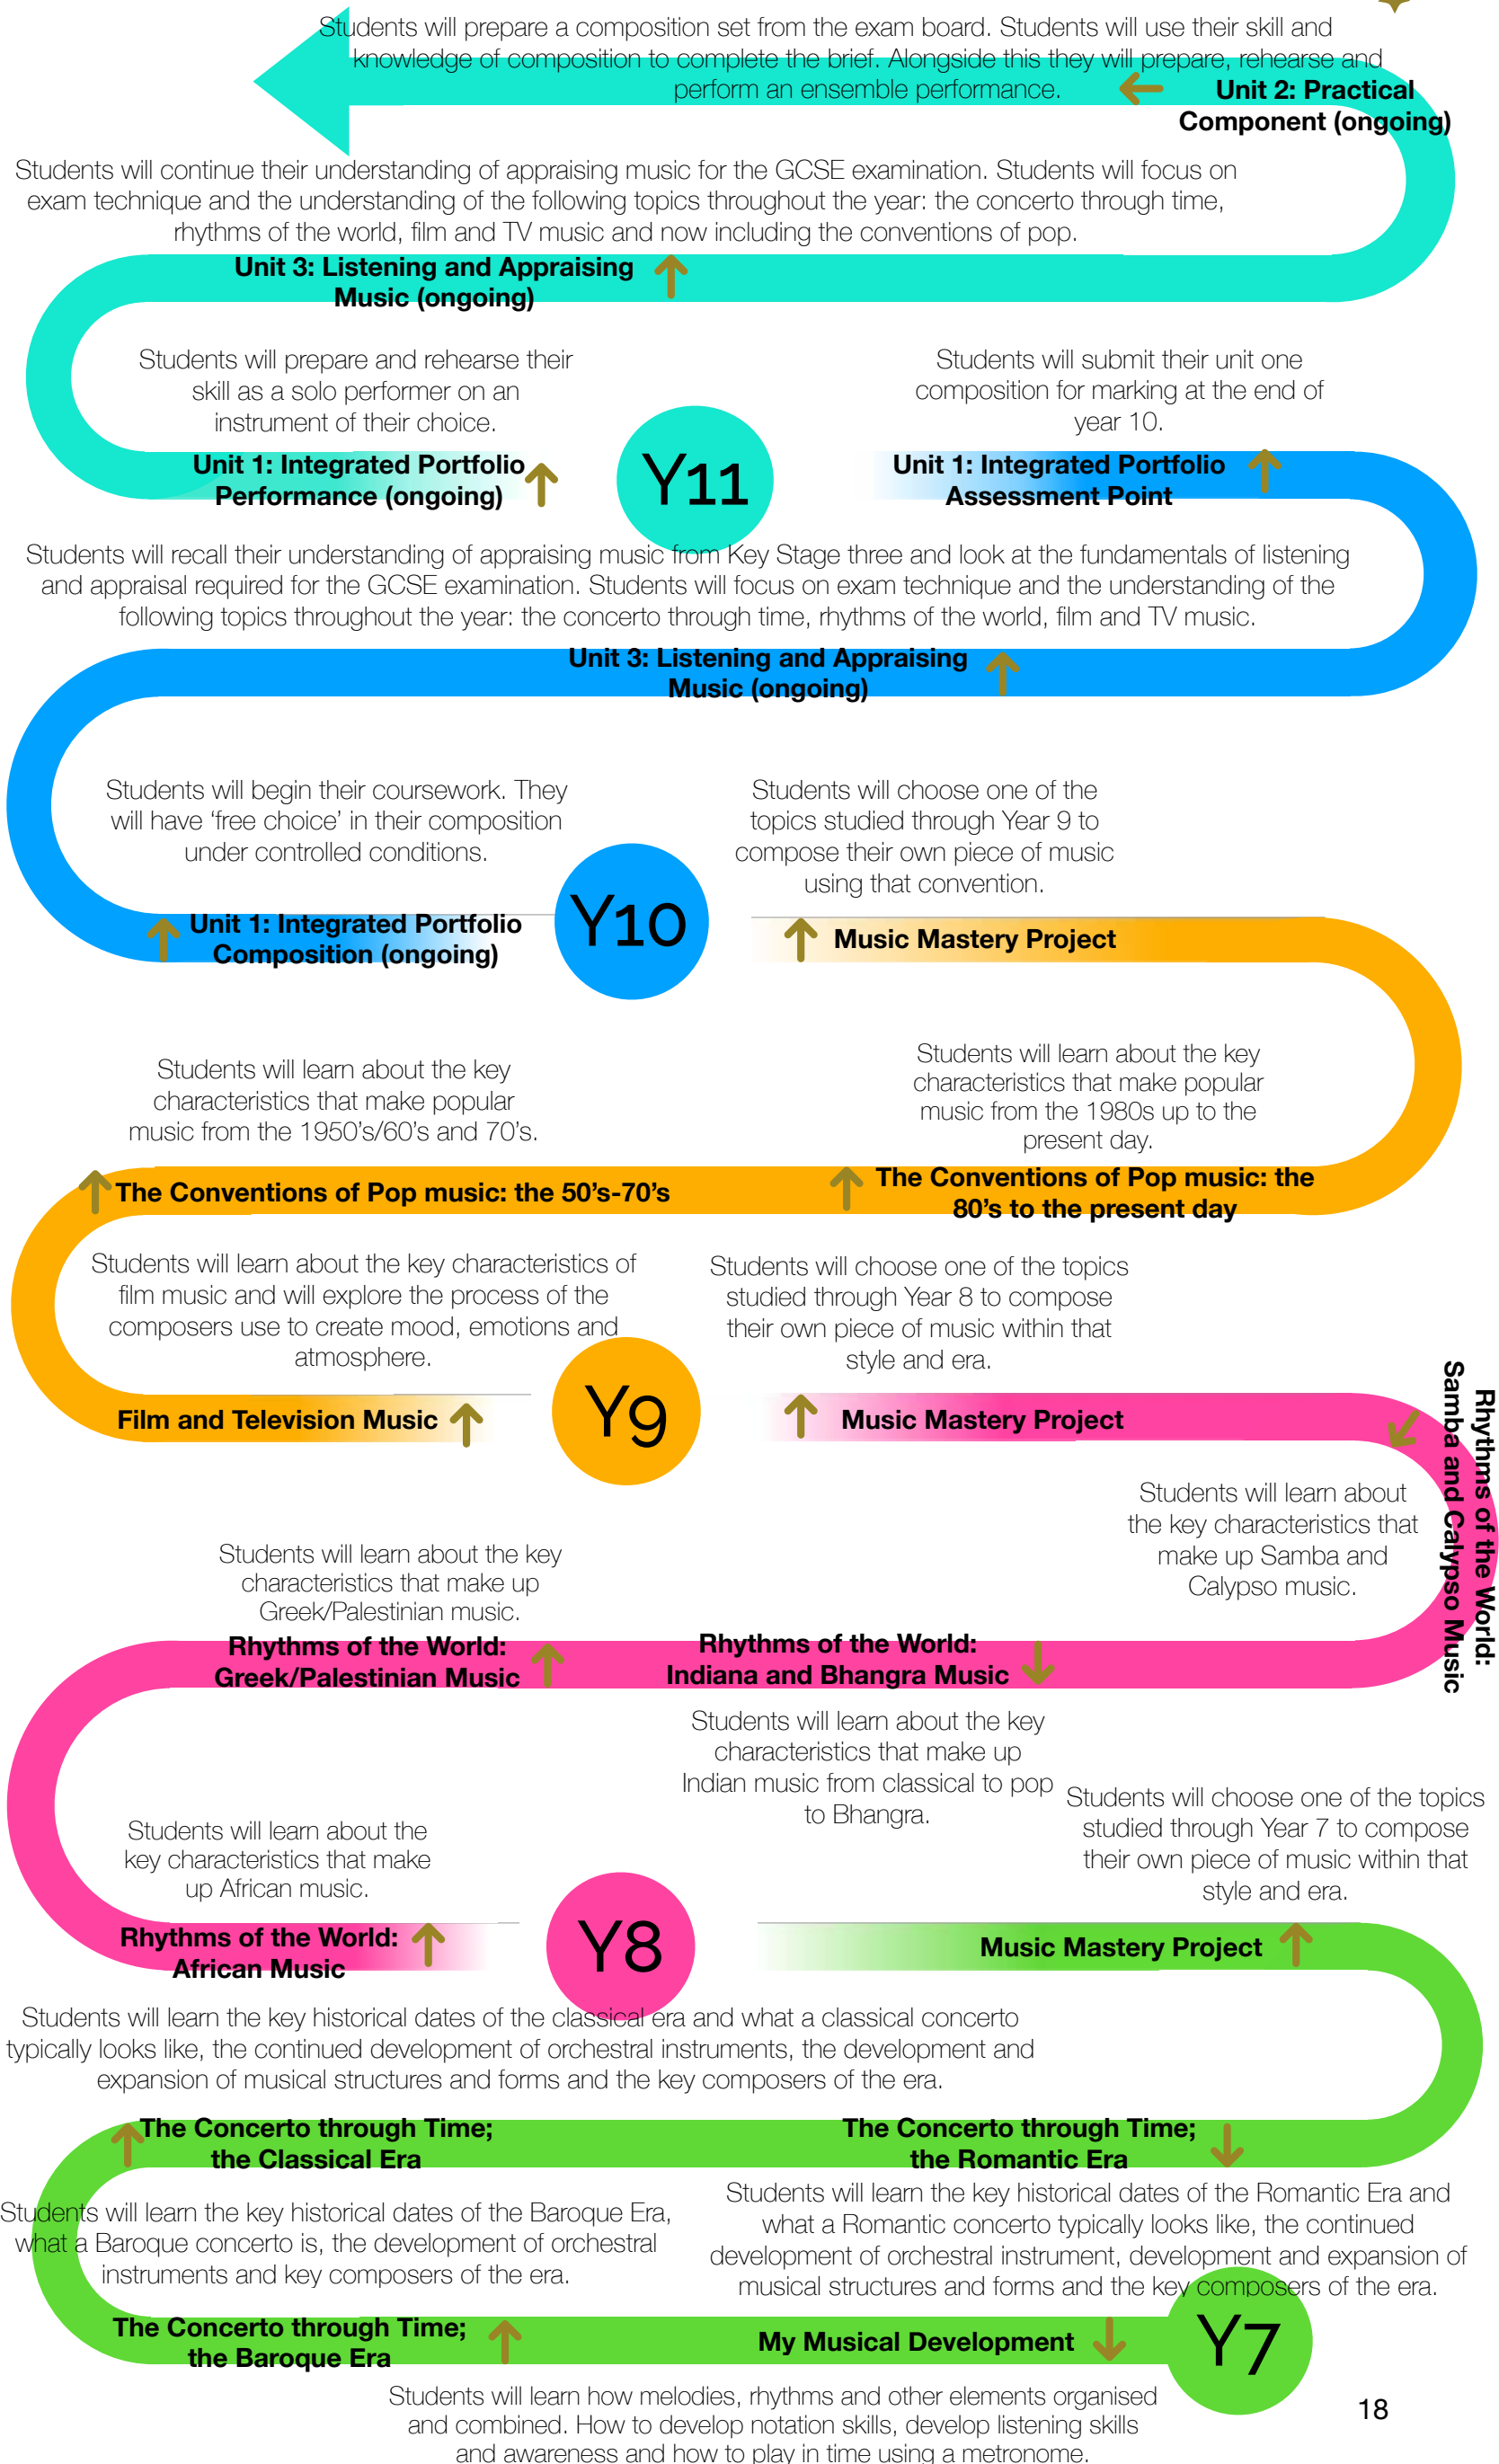 Students will prepare a composition set from the exam board. Students will use their skill and
knowledge of composition to complete the brief. Alongside this they will prepare, rehearse and
perform an ensemble performance.
Unit 2: Practical
Component (ongoing)
Students will continue their understanding of appraising music for the GCSE examination. Students will focus on
exam technique and the understanding of the following topics throughout the year: the concerto through time,
rhythms of the world, film and TV music and now including the conventions of pop.
Unit 3: Listening and Appraising
Music (ongoing)
Students will prepare and rehearse their
skill as a solo performer on an
instrument of their choice.
Unit 1: Integrated Portfolio
Performance (ongoing)
Y11
Students will submit their unit one
composition for marking at the end of
year 10.
Unit 1: Integrated Portfolio
Assessment Point
Students will recall their understanding of appraising music from Key Stage three and look at the fundamentals of listening
and appraisal required for the GCSE examination. Students will focus on exam technique and the understanding of the
following topics throughout the year: the concerto through time, rhythms of the world, film and TV music.
Unit 3: Listening and Appraising
Music (ongoing)
Students will begin their coursework. They
will have ‘free choice’ in their composition
under controlled conditions.
Unit 1: Integrated Portfolio
Composition (ongoing)
Y10
Students will choose one of the
topics studied through Year 9 to
compose their own piece of music
using that convention.
Music Mastery Project
Students will learn about the key
characteristics that make popular
music from the 1950’s/60’s and 70’s.
The Conventions of Pop music: the 50’s-70’s
Students will learn about the key
characteristics that make popular
music from the 1980s up to the
present day.
The Conventions of Pop music: the
80’s to the present day
Students will learn about the key characteristics of
film music and will explore the process of the
composers use to create mood, emotions and
atmosphere.
Film and Television Music
Y9
Students will choose one of the topics
studied through Year 8 to compose
their own piece of music within that
style and era.
Music Mastery Project
Rhythms of the World:
Samba and Calypso Music
Students will learn about
the key characteristics that
make up Samba and
Calypso music.
Students will learn about the key
characteristics that make up
Greek/Palestinian music.
Rhythms of the World:
Greek/Palestinian Music
Rhythms of the World:
Indiana and Bhangra Music
Students will learn about the key
characteristics that make up
Indian music from classical to pop
to Bhangra.
Students will learn about the
key characteristics that make
up African music.
Rhythms of the World:
African Music
Y8
Students will choose one of the topics
studied through Year 7 to compose
their own piece of music within that
style and era.
Music Mastery Project
Students will learn the key historical dates of the classical era and what a classical concerto
typically looks like, the continued development of orchestral instruments, the development and
expansion of musical structures and forms and the key composers of the era.
The Concerto through Time;
the Classical Era
The Concerto through Time;
the Romantic Era
Students will learn the key historical dates of the Baroque Era,
what a Baroque concerto is, the development of orchestral
instruments and key composers of the era.
Students will learn the key historical dates of the Romantic Era and
what a Romantic concerto typically looks like, the continued
development of orchestral instrument, development and expansion of
musical structures and forms and the key composers of the era.
The Concerto through Time;
the Baroque Era
My Musical Development
Y7
Students will learn how melodies, rhythms and other elements organised
and combined. How to develop notation skills, develop listening skills
and awareness and how to play in time using a metronome.
18